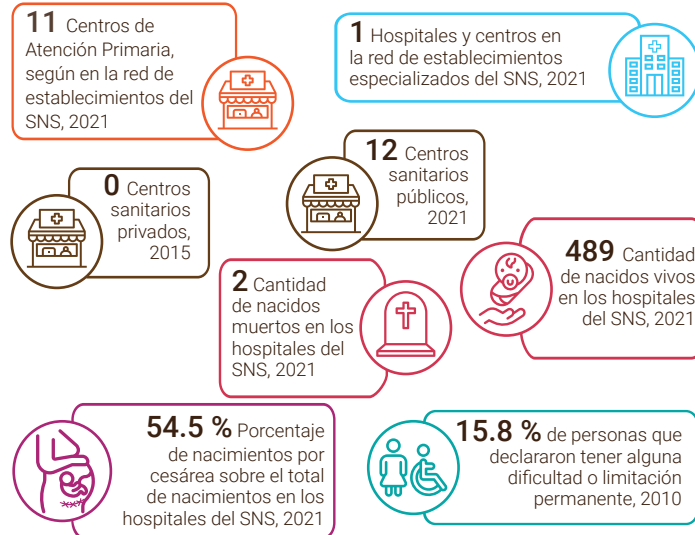 11 Centros de
Atención Primaria,
según en la red de
establecimientos del
SNS, 2021
1 Hospitales y centros en
la red de establecimientos
especializados del SNS, 2021
0 Centros
sanitarios
privados,
2015
12 Centros
sanitarios
públicos,
2021
2 Cantidad
de nacidos
muertos en los
hospitales del
SNS, 2021
489 Cantidad
de nacidos vivos
en los hospitales
del SNS, 2021
54.5 % Porcentaje
de nacimientos por
cesárea sobre el total
de nacimientos en los
hospitales del SNS, 2021
15.8 % de personas que
declararon tener alguna
dificultad o limitación
permanente, 2010